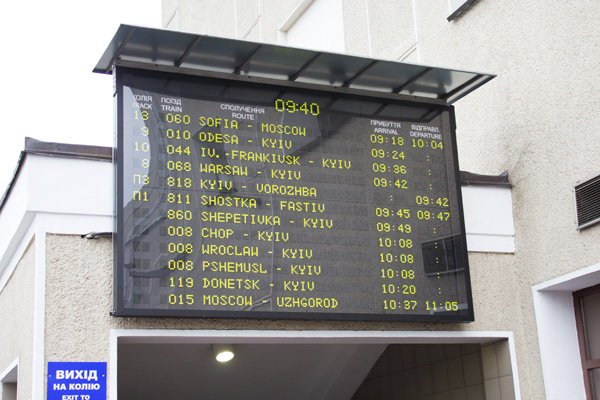 09:40
КОЛІЯ ПОЇЗД СПОЛУЧЕННЯ ПРИБУТТЯ ВІДПРАВЛ.
TRACK TRAIN ROUTE ARRIVAL DEPARTURE
13 060 SOFIA - MOSCOW 09:18 10:04
9 010 ODESA - KYIV 09:24 :
10 044 IV.-FRANKIVSK - KYIV 09:36 :
8 068 WARSAW - KYIV 09:42 :
П3 818 KYIV - VOROZHBA : 09:42
П1 811 SHOSTKA - FASTIV 09:45 09:47
860 SHEPETIVKA - KYIV 09:49 :
008 CHOP - KYIV 10:08 :
008 WROCLAW - KYIV 10:08 :
008 PSHEMUSL - KYIV 10:08 :
119 DONETSK - KYIV 10:20 :
015 MOSCOW - UZHGOROD 10:37 11:05
ВИХІД
НА КОЛІЮ
EXIT TO